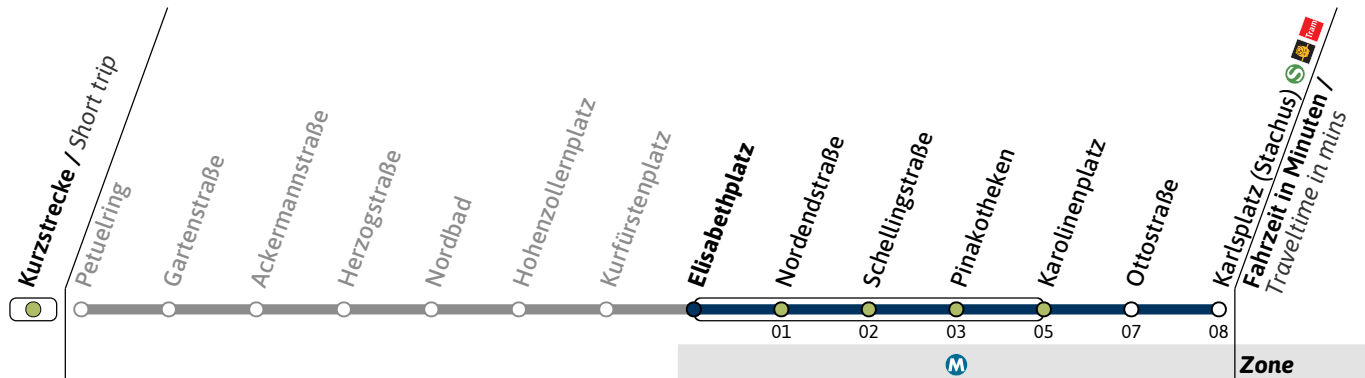 Kurzstrecke / Short trip
Petuelring
Gartenstraße
Ackermannstraße
Herzogstraße
Nordbad
Hohenzollernplatz
Kurfürstenplatz
Elisabethplatz
Nordendstraße
Schellingstraße
Pinakotheken
Karolinenplatz
Ottostraße
Karlsplatz (Stachus) S Tram
Fahrzeit in Minuten /
Traveltime in mins
01 02 03 05 07 08
M Zone